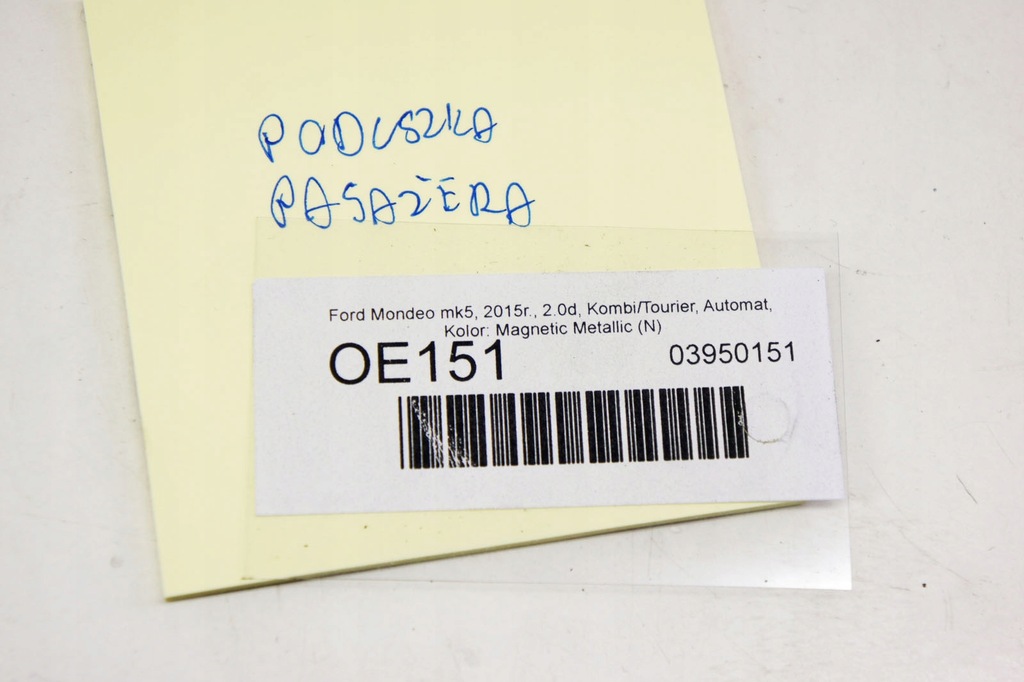 PODUSZKA
PASAŻERA
Ford Mondeo mk5, 2015r., 2.0d, Kombi/Tourier, Automat,
Kolor: Magnetic Metallic (N)
OE151
03950151